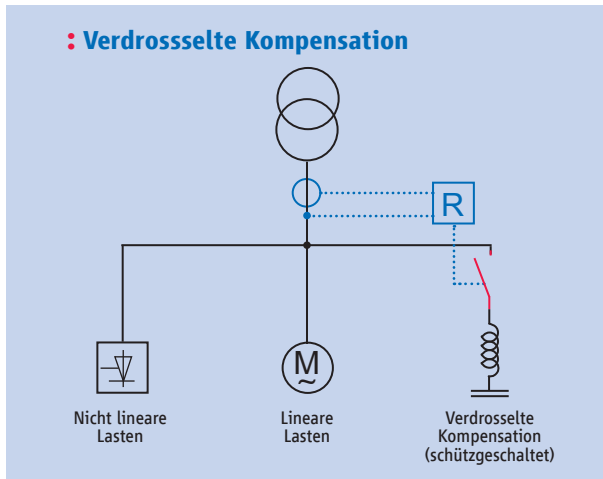 : Verdrossselte Kompensation
R
M
~
Nicht lineare
Lasten
Lineare
Lasten
Verdrosselte
Kompensation
(schützgeschaltet)